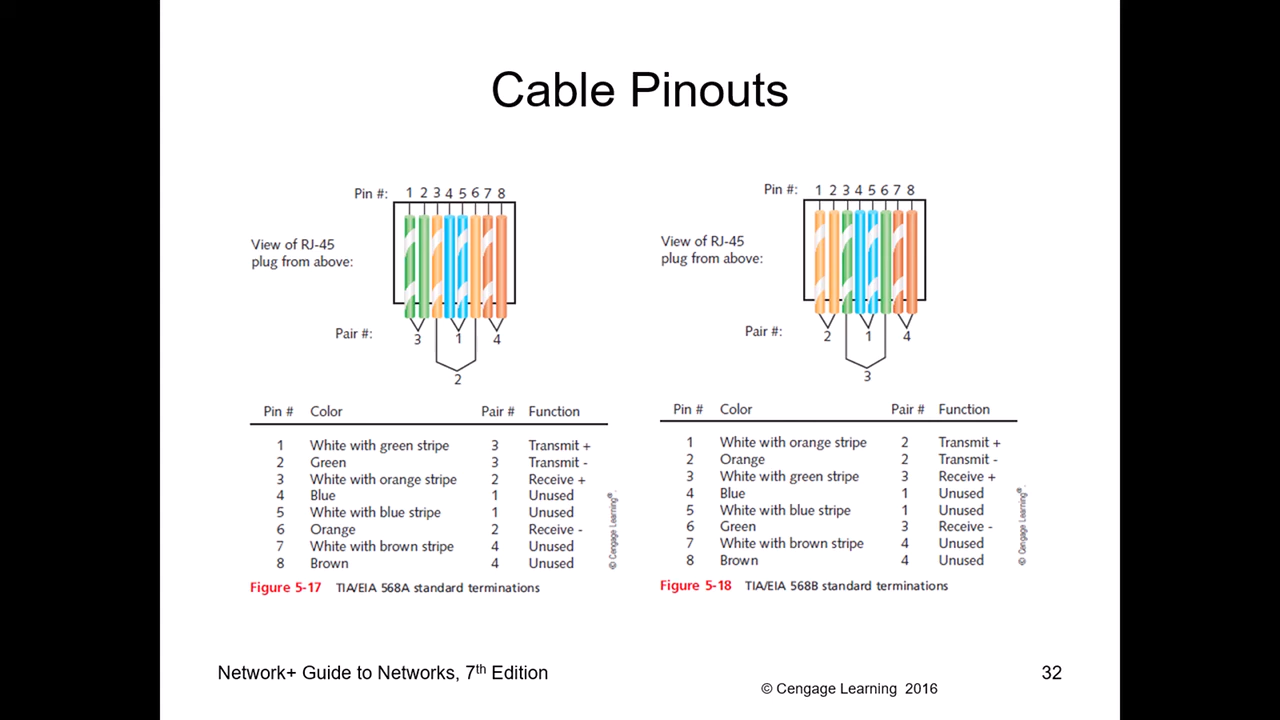 Cable Pinouts
Pin #: 1 2 3 4 5 6 7 8
View of RJ-45
plug from above:
Pair #:
3 1 4
2
Pin # Color Pair # Function
1 White with green stripe 3 Transmit +
2 Green 3 Transmit -
3 White with orange stripe 2 Receive +
4 Blue 1 Unused
5 White with blue stripe 1 Unused
6 Orange 2 Receive -
7 White with brown stripe 4 Unused
8 Brown 4 Unused
© Cengage Learning®.
Figure 5-17 TIA/EIA 568A standard terminations
Pin #: 1 2 3 4 5 6 7 8
View of RJ-45
plug from above:
Pair #:
2 1 4
3
Pin # Color Pair # Function
1 White with orange stripe 2 Transmit +
2 Orange 2 Transmit -
3 White with green stripe 3 Receive +
4 Blue 1 Unused
5 White with blue stripe 1 Unused
6 Green 3 Receive -
7 White with brown stripe 4 Unused
8 Brown 4 Unused
© Cengage Learning®.
Figure 5-18 TIA/EIA 568B standard terminations
Network+ Guide to Networks, 7th Edition
© Cengage Learning 2016
32